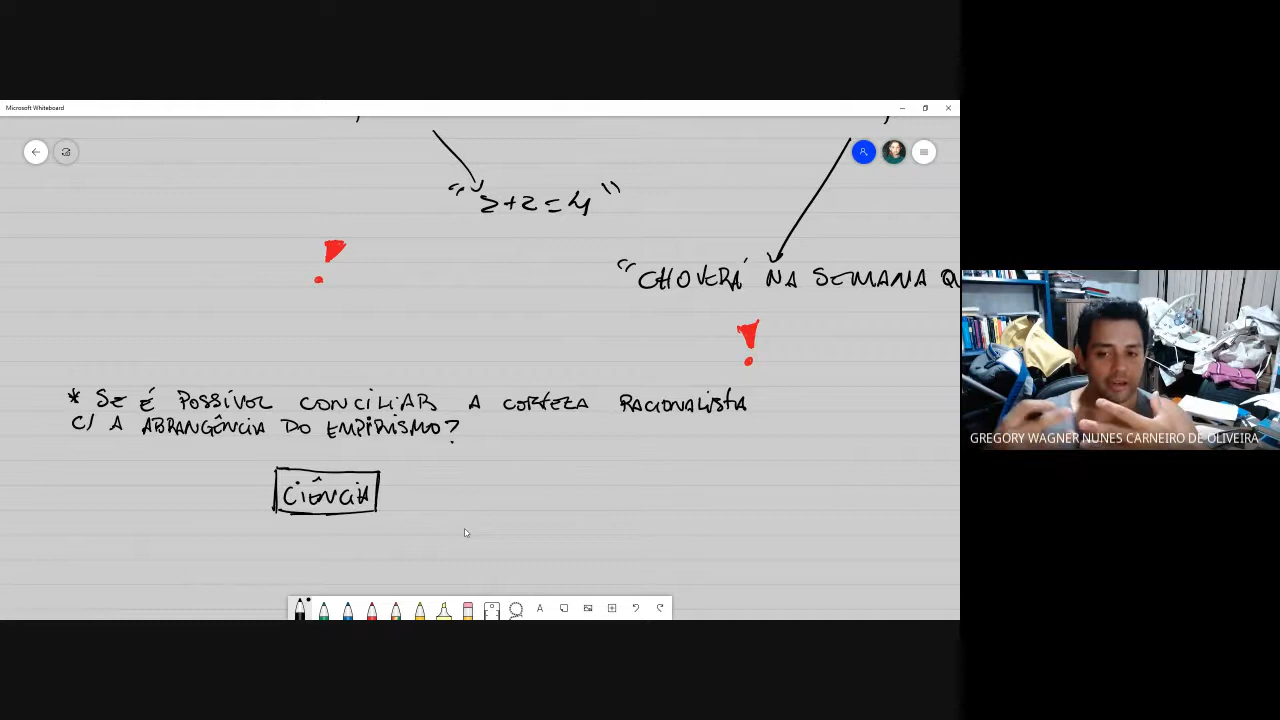 Microsoft Whiteboard
"2+2=4"
"CHOVERÁ NA SEMANA QU
* SE É POSSÍVEL CONCILIAR A CERTEZA RACIONALISTA
C/ A ABRANGÊNCIA DO EMPIRISMO?
CIÊNCIA
GREGORY WAGNER NUNES CARNEIRO DE OLIVEIRA